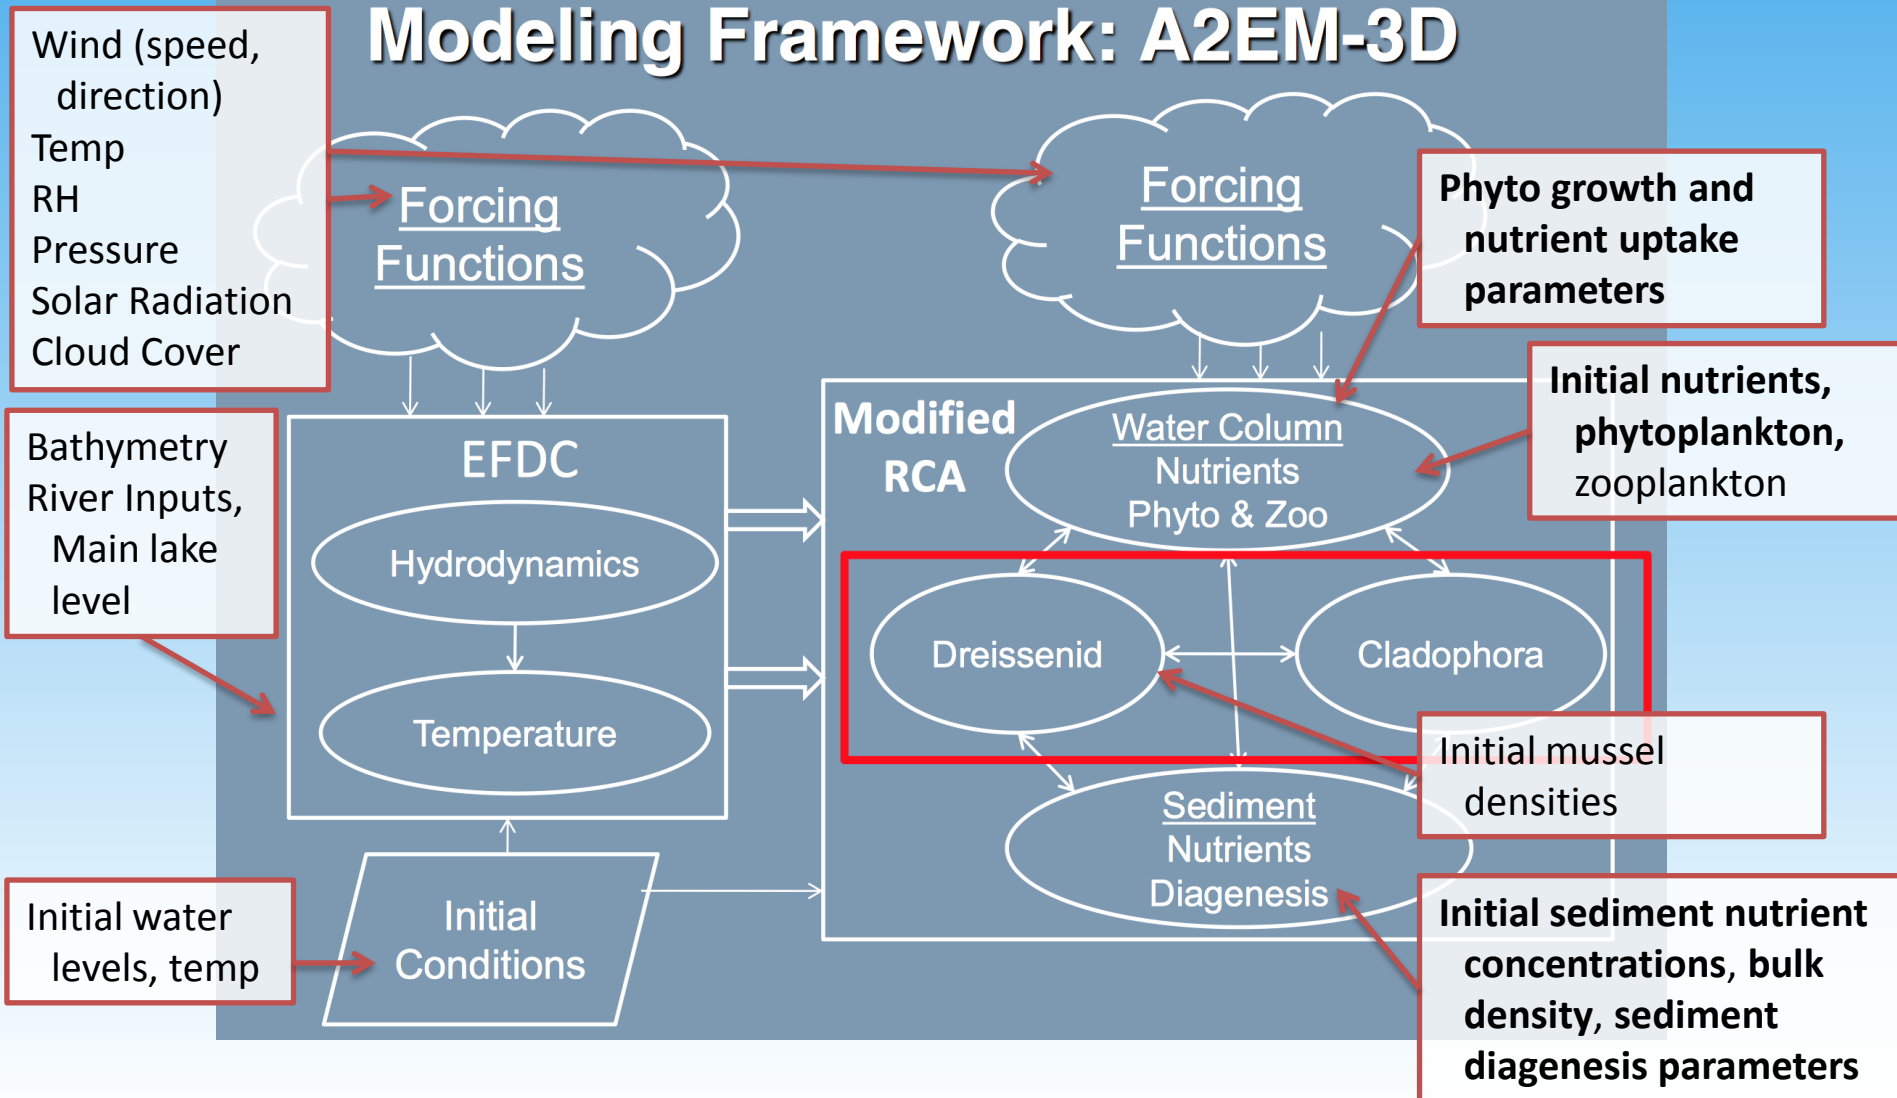 Modeling Framework: A2EM-3D
Wind (speed,
direction)
Temp
RH
Pressure
Solar Radiation
Cloud Cover
Forcing
Functions
Forcing
Functions
Phyto growth and
nutrient uptake
parameters
Initial nutrients,
phytoplankton,
zooplankton
Bathymetry
River Inputs,
Main lake
level
EFDC
Hydrodynamics
Temperature
Modified
RCA
Water Column
Nutrients
Phyto & Zoo
Dreissenid
Cladophora
Initial mussel
densities
Sediment
Nutrients
Diagenesis
Initial water
levels, temp
Initial
Conditions
Initial sediment nutrient
concentrations, bulk
density, sediment
diagenesis parameters